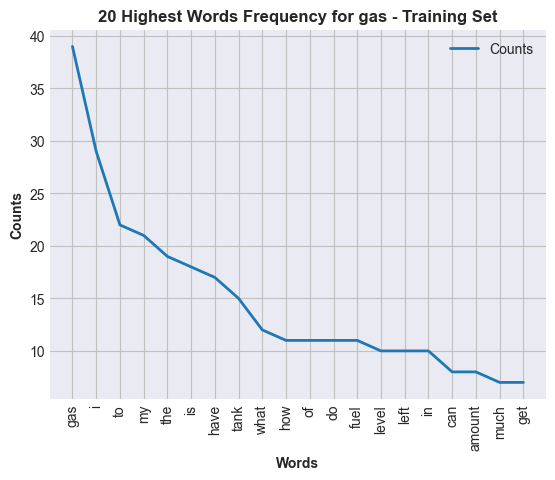 20 Highest Words Frequency for gas - Training Set
Counts
40
35
30
25
20
15
10
Counts
gas
i
to
my
the
is
have
tank
what
how
of
do
fuel
level
left
in
can
amount
much
get
Words